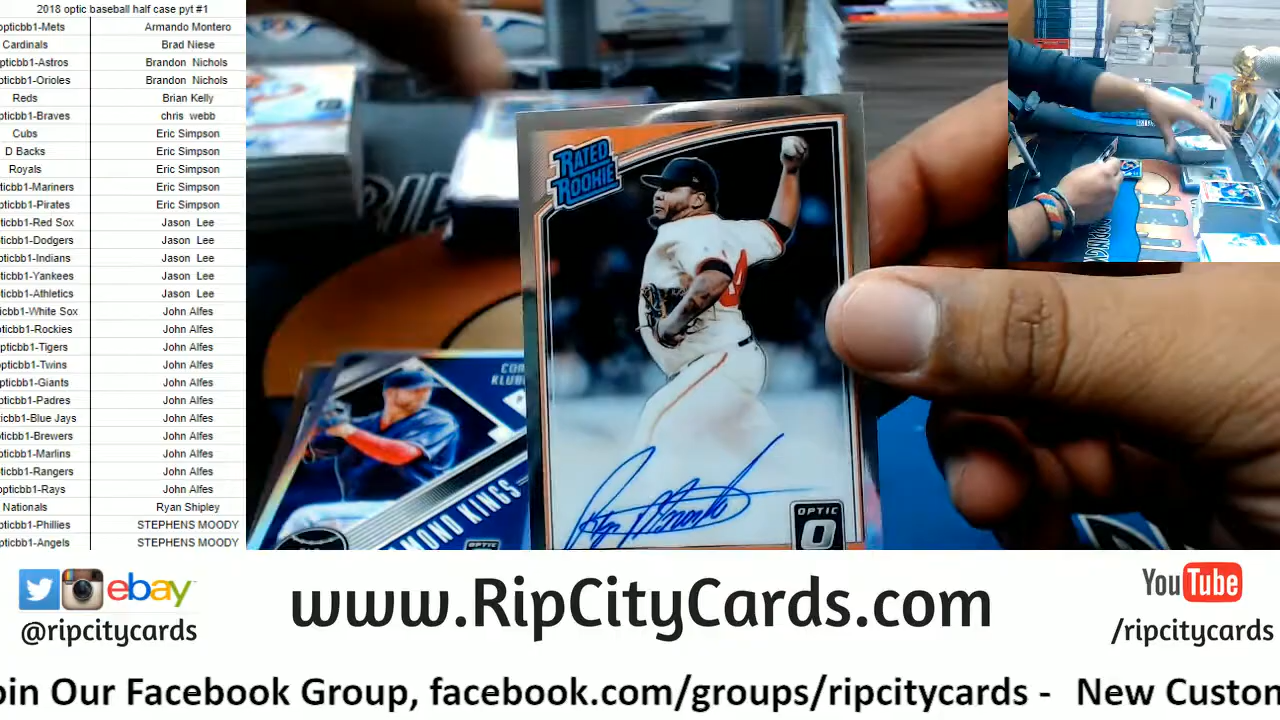 2018 optic baseball half case pyt #1
opticbb1-Mets Armando Montero
Cardinals Brad Niese
pticbb1-Astros Brandon Nichols
pticbb1-Orioles Brandon Nichols
Reds Brian Kelly
pticbb1-Braves chris webb
Cubs Eric Simpson
D Backs Eric Simpson
Royals Eric Simpson
ticbb1-Mariners Eric Simpson
pticbb1-Pirates Eric Simpson
ticbb1-Red Sox Jason Lee
ticbb1-Dodgers Jason Lee
pticbb1-Indians Jason Lee
ticbb1-Yankees Jason Lee
ticbb1-Athletics Jason Lee
icbb1-White Sox John Alfes
ticbb1-Rockies John Alfes
pticbb1-Tigers John Alfes
opticbb1-Twins John Alfes
pticbb1-Giants John Alfes
pticbb1-Padres John Alfes
icbb1-Blue Jays John Alfes
ticbb1-Brewers John Alfes
pticbb1-Marlins John Alfes
ticbb1-Rangers John Alfes
opticbb1-Rays John Alfes
Nationals Ryan Shipley
pticbb1-Phillies STEPHENS MOODY
pticbb1-Angels STEPHENS MOODY
RATED
ROOKIE
COR
KLUB
MOND KINGS
OPTIC
OPTIC
O
ebay
@ripcitycards
www.RipCityCards.com
YouTube
/ripcitycards
oin Our Facebook Group, facebook.com/groups/ripcitycards - New Custon